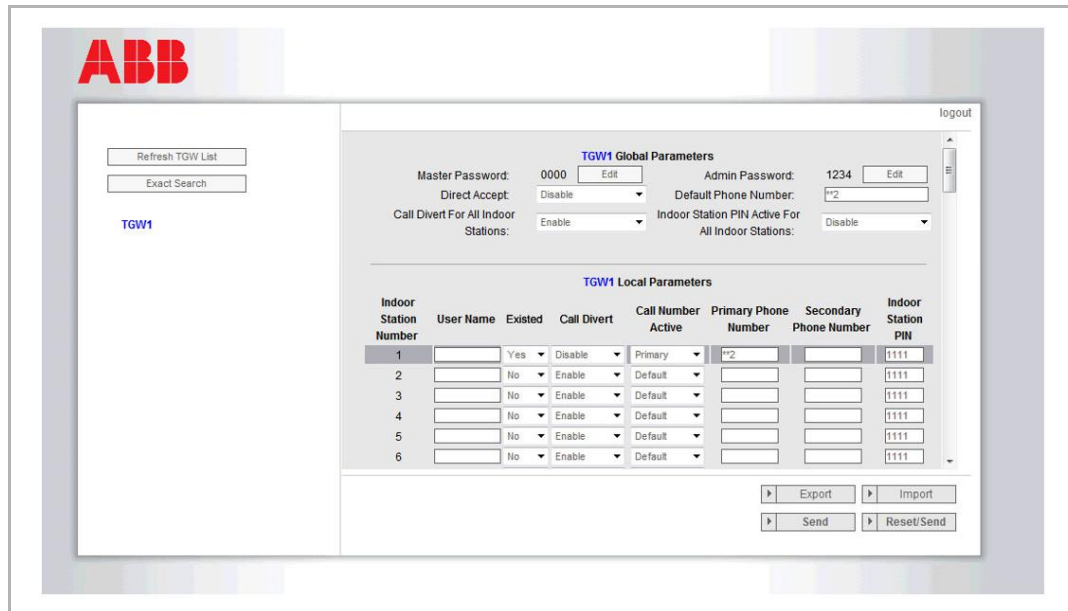 ABB
logout
Refresh TGW List
Exact Search
TGW1
TGW1 Global Parameters
Master Password: 0000 Edit Admin Password: 1234 Edit
Direct Accept: Disable Default Phone Number: **2
Call Divert For All Indoor Stations: Enable Indoor Station PIN Active For All Indoor Stations: Disable
TGW1 Local Parameters
Indoor Station Number User Name Existed Call Divert Call Number Active Primary Phone Number Secondary Phone Number Indoor Station PIN
1 Yes Disable Primary **2 1111
2 No Enable Default 1111
3 No Enable Default 1111
4 No Enable Default 1111
5 No Enable Default 1111
6 No Enable Default 1111
Export Import
Send Reset/Send